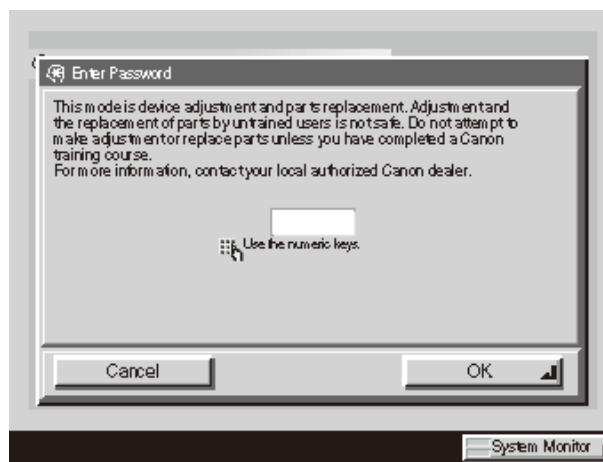 Enter Password
This mode is device adjustment and parts replacement. Adjustment and
the replacement of parts by untrained users is not safe. Do not attempt to
make adjustment or replace parts unless you have completed a Canon
training course.
For more information, contact your local authorized Canon dealer.
Use the numeric keys.
Cancel
OK
System Monitor